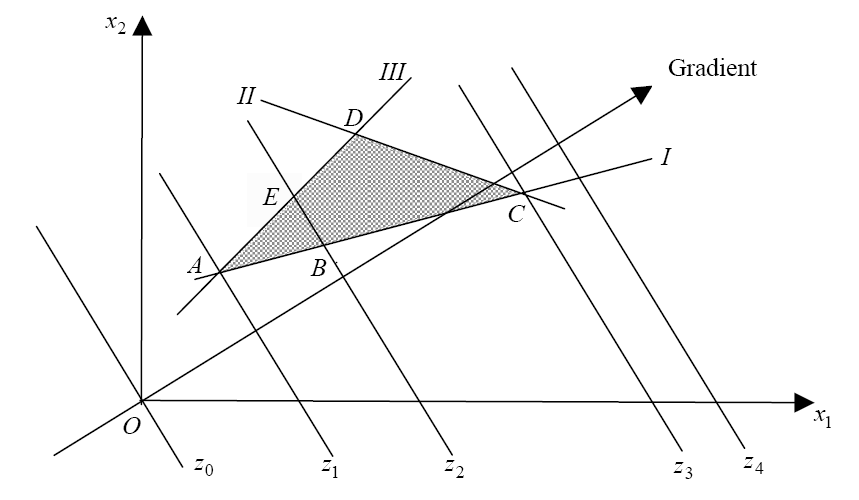 x₂
III
Gradient
II
D
I
E
C
A
B
O
x₁
z₀
z₁
z₂
z₃
z₄